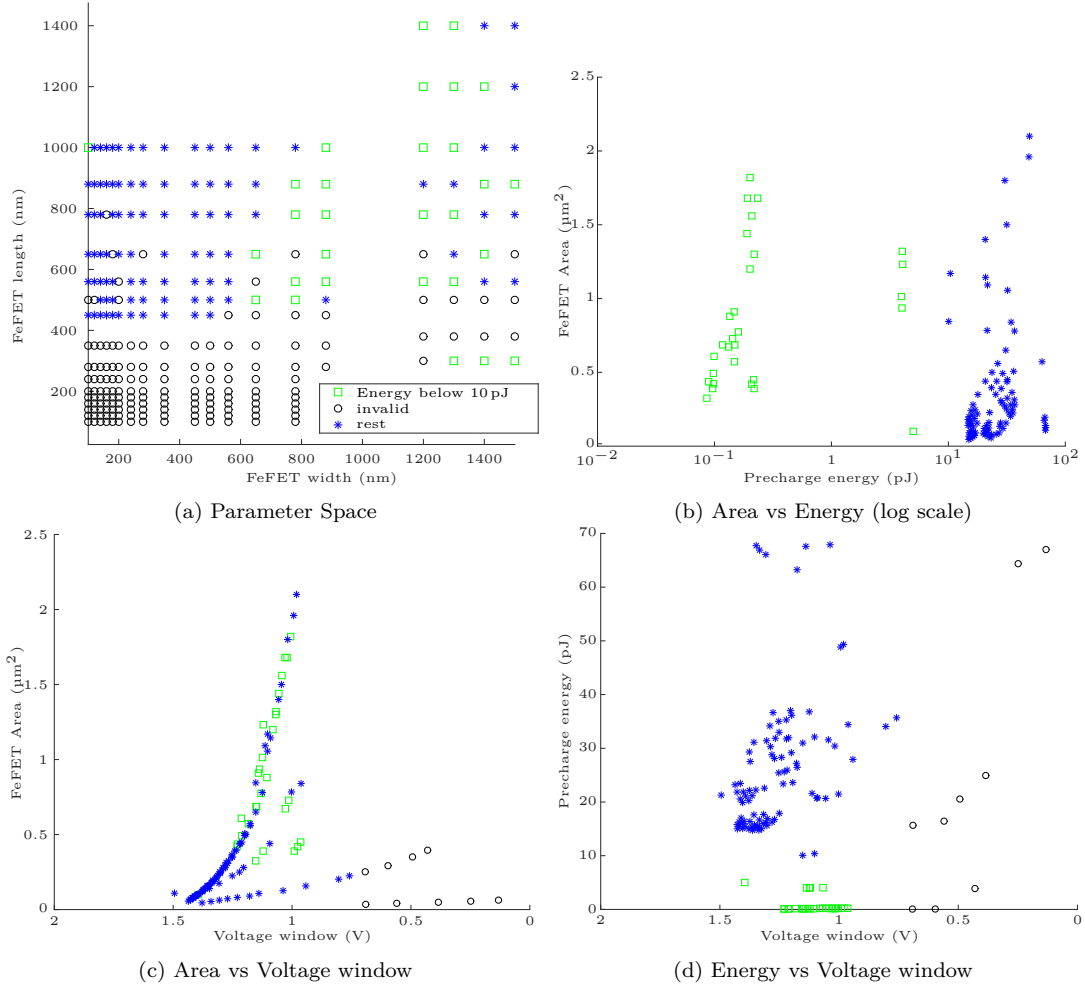 1400
1200
1000
800
600
400
200
FeFET length (nm)
Energy below 10 pJ
invalid
rest
200 400 600 800 1000 1200 1400
FeFET width (nm)
(a) Parameter Space
2.5
2
1.5
1
0.5
0
FeFET Area (µm²)
10⁻² 10⁻¹ 1 10¹ 10²
Precharge energy (pJ)
(b) Area vs Energy (log scale)
2.5
2
1.5
1
0.5
0
FeFET Area (µm²)
2 1.5 1 0.5 0
Voltage window (V)
(c) Area vs Voltage window
70
60
50
40
30
20
10
0
Precharge energy (pJ)
2 1.5 1 0.5 0
Voltage window (V)
(d) Energy vs Voltage window